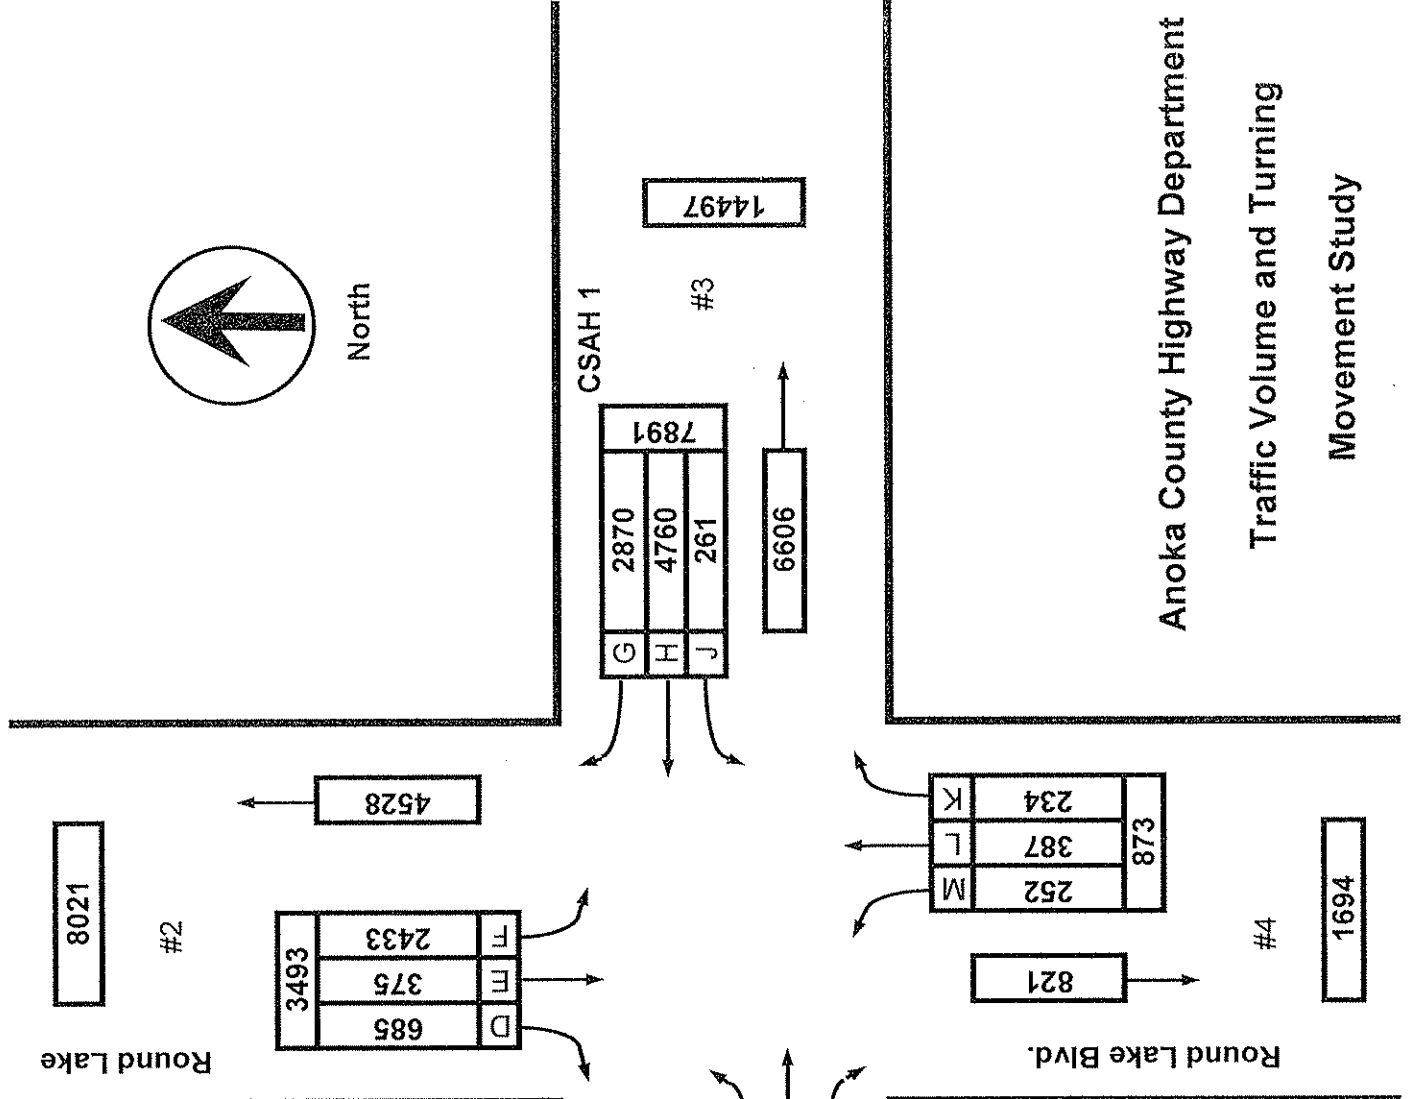 North
CSAH 1
#3
14497
7891
G 2870
H 4760
J 261
6606
Round Lake
#2
8021
4528
3493
685 375 2433
D E F
K L M
234 387 252
873
821
#4
1694
Round Lake Blvd.
Anoka County Highway Department
Traffic Volume and Turning
Movement Study